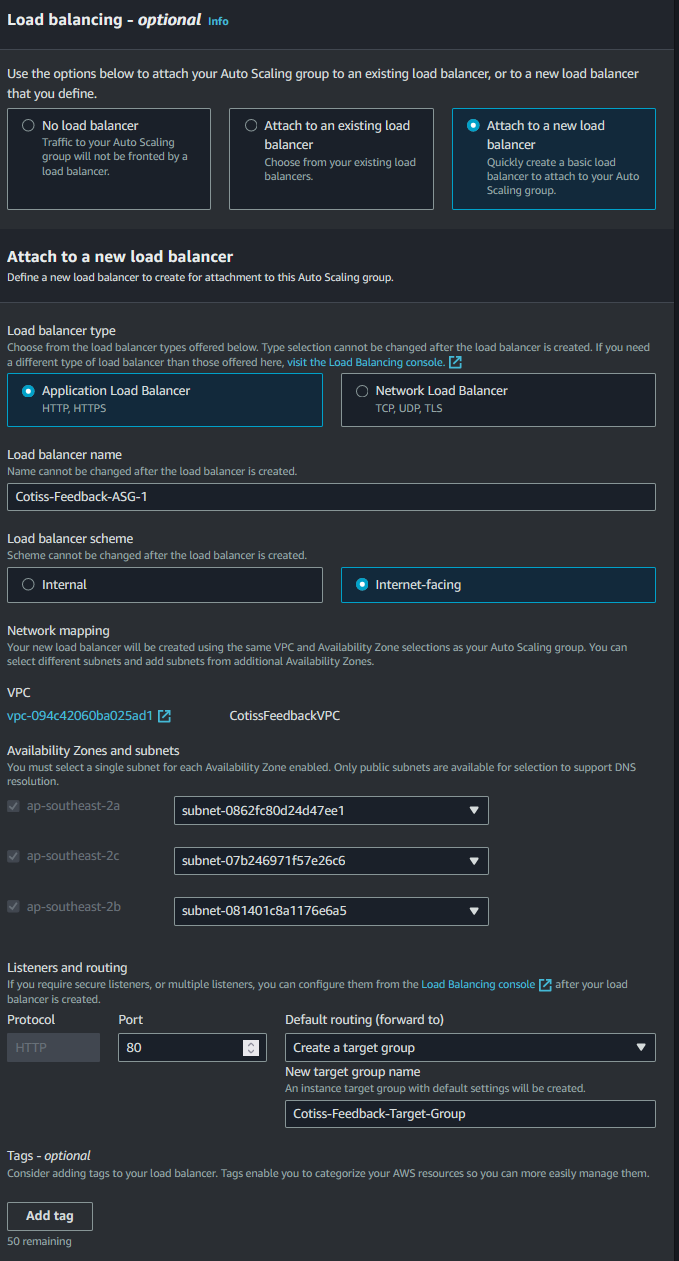 Load balancing - optional Info
Use the options below to attach your Auto Scaling group to an existing load balancer, or to a new load balancer
that you define.
No load balancer
Traffic to your Auto Scaling
group will not be fronted by a
load balancer.
Attach to an existing load
balancer
Choose from your existing load
balancers.
Attach to a new load
balancer
Quickly create a basic load
balancer to attach to your Auto
Scaling group.
Attach to a new load balancer
Define a new load balancer to create for attachment to this Auto Scaling group.
Load balancer type
Choose from the load balancer types offered below. Type selection cannot be changed after the load balancer is created. If you need
a different type of load balancer than those offered here, visit the Load Balancing console.
Application Load Balancer
HTTP, HTTPS
Network Load Balancer
TCP, UDP, TLS
Load balancer name
Name cannot be changed after the load balancer is created.
Cotiss-Feedback-ASG-1
Load balancer scheme
Scheme cannot be changed after the load balancer is created.
Internal
Internet-facing
Network mapping
Your new load balancer will be created using the same VPC and Availability Zone selections as your Auto Scaling group. You can
select different subnets and add subnets from additional Availability Zones.
VPC
vpc-094c42060ba025ad1 CotissFeedbackVPC
Availability Zones and subnets
You must select a single subnet for each Availability Zone enabled. Only public subnets are available for selection to support DNS
resolution.
ap-southeast-2a subnet-0862fc80d24d47ee1
ap-southeast-2c subnet-07b246971f57e26c6
ap-southeast-2b subnet-081401c8a1176e6a5
Listeners and routing
If you require secure listeners, or multiple listeners, you can configure them from the Load Balancing console after your load
balancer is created.
Protocol Port Default routing (forward to)
HTTP 80 Create a target group
New target group name
An instance target group with default settings will be created.
Cotiss-Feedback-Target-Group
Tags - optional
Consider adding tags to your load balancer. Tags enable you to categorize your AWS resources so you can more easily manage them.
Add tag
50 remaining